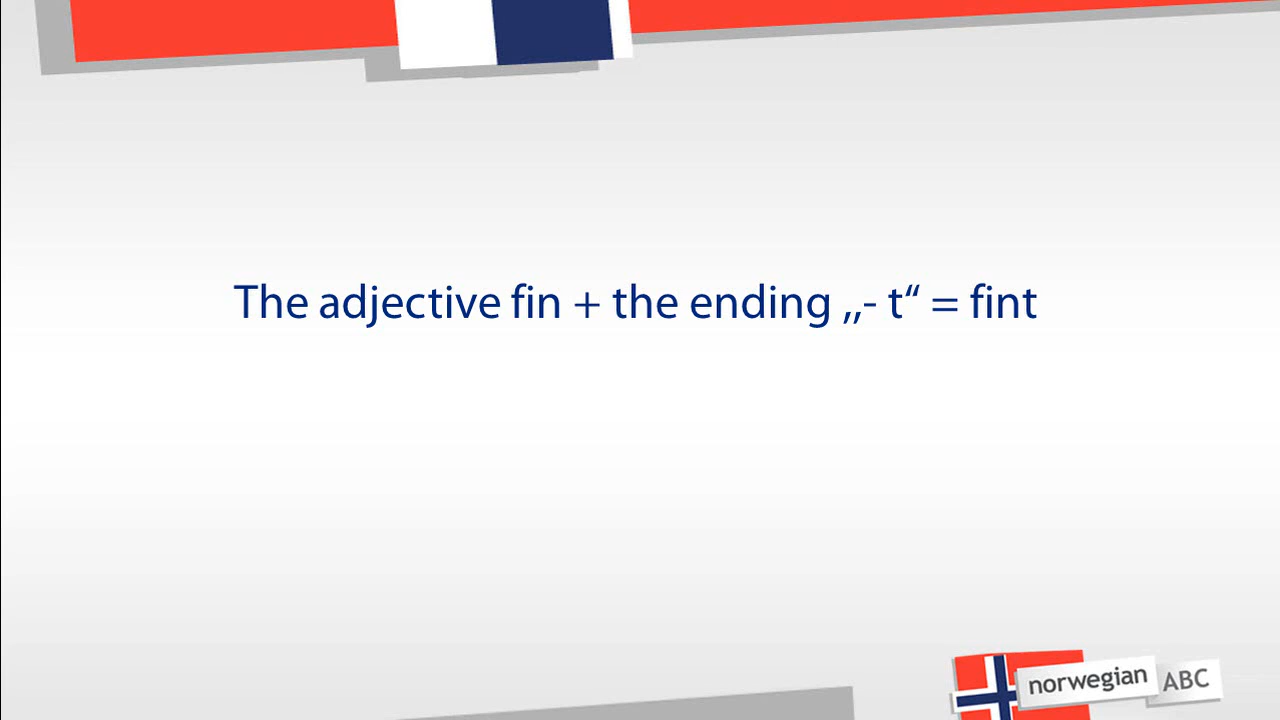 The adjective fin + the ending ,,- t“ = fint
norwegian ABC